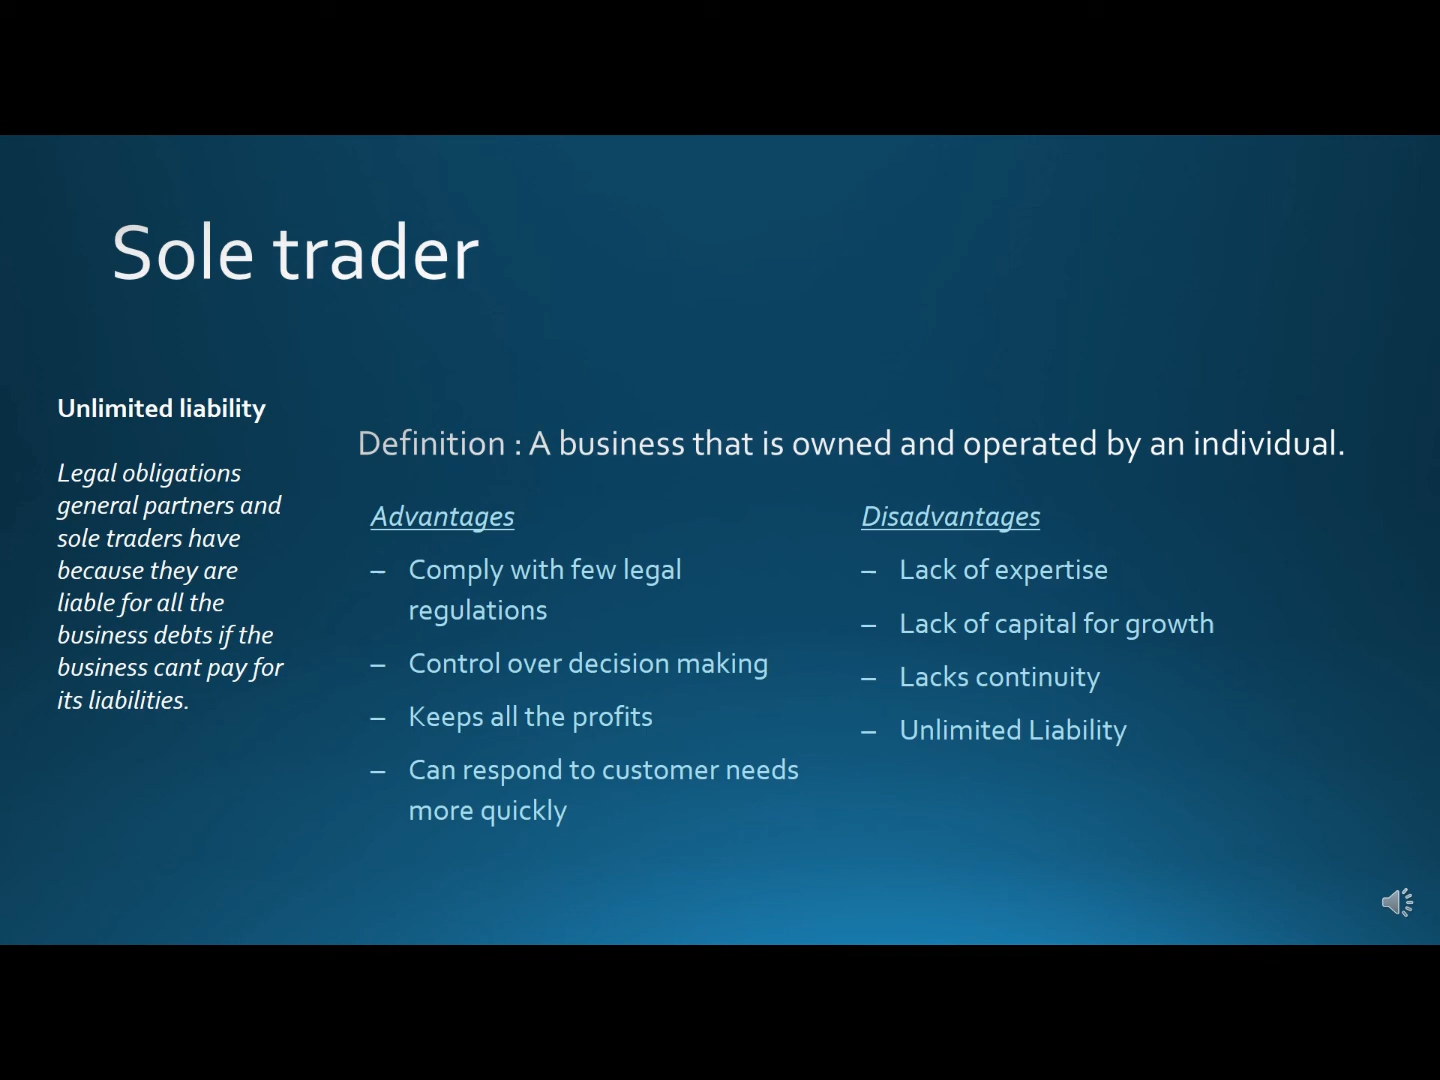 Sole trader
Unlimited liability
Legal obligations
general partners and
sole traders have
because they are
liable for all the
business debts if the
business cant pay for
its liabilities.
Definition : A business that is owned and operated by an individual.
Advantages
– Comply with few legal
regulations
– Control over decision making
– Keeps all the profits
– Can respond to customer needs
more quickly
Disadvantages
– Lack of expertise
– Lack of capital for growth
– Lacks continuity
– Unlimited Liability